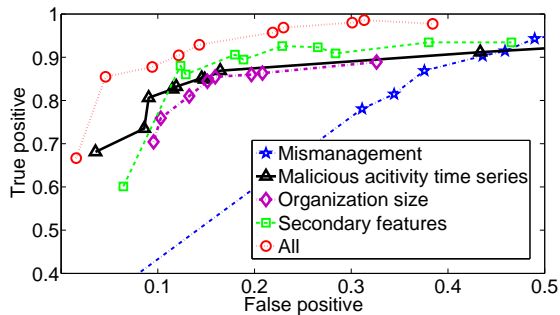 1
0.9
0.8
0.7
0.6
0.5
0.4
True positive
Mismanagement
Malicious acitivity time series
Organization size
Secondary features
All
0.1 0.2 0.3 0.4 0.5
False positive